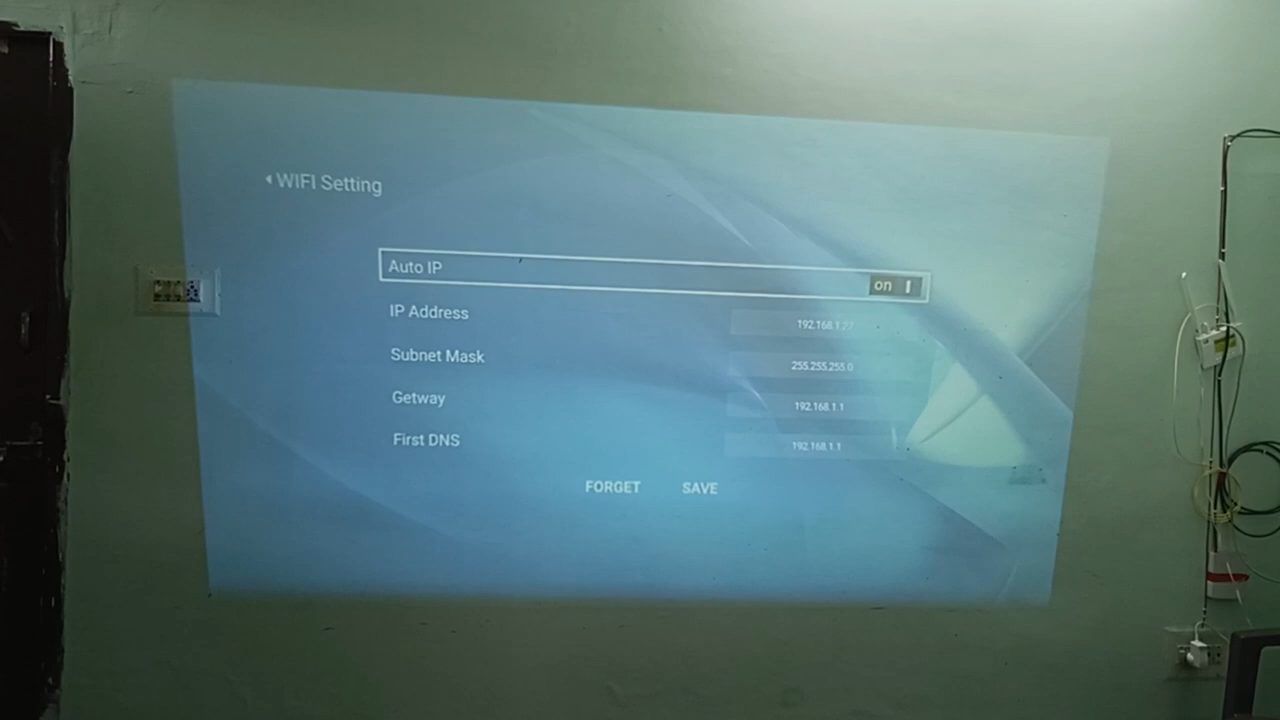 WIFI Setting
Auto IP on
IP Address 192.168.1.27
Subnet Mask 255.255.255.0
Getway 192.168.1.1
First DNS 192.168.1.1
FORGET SAVE